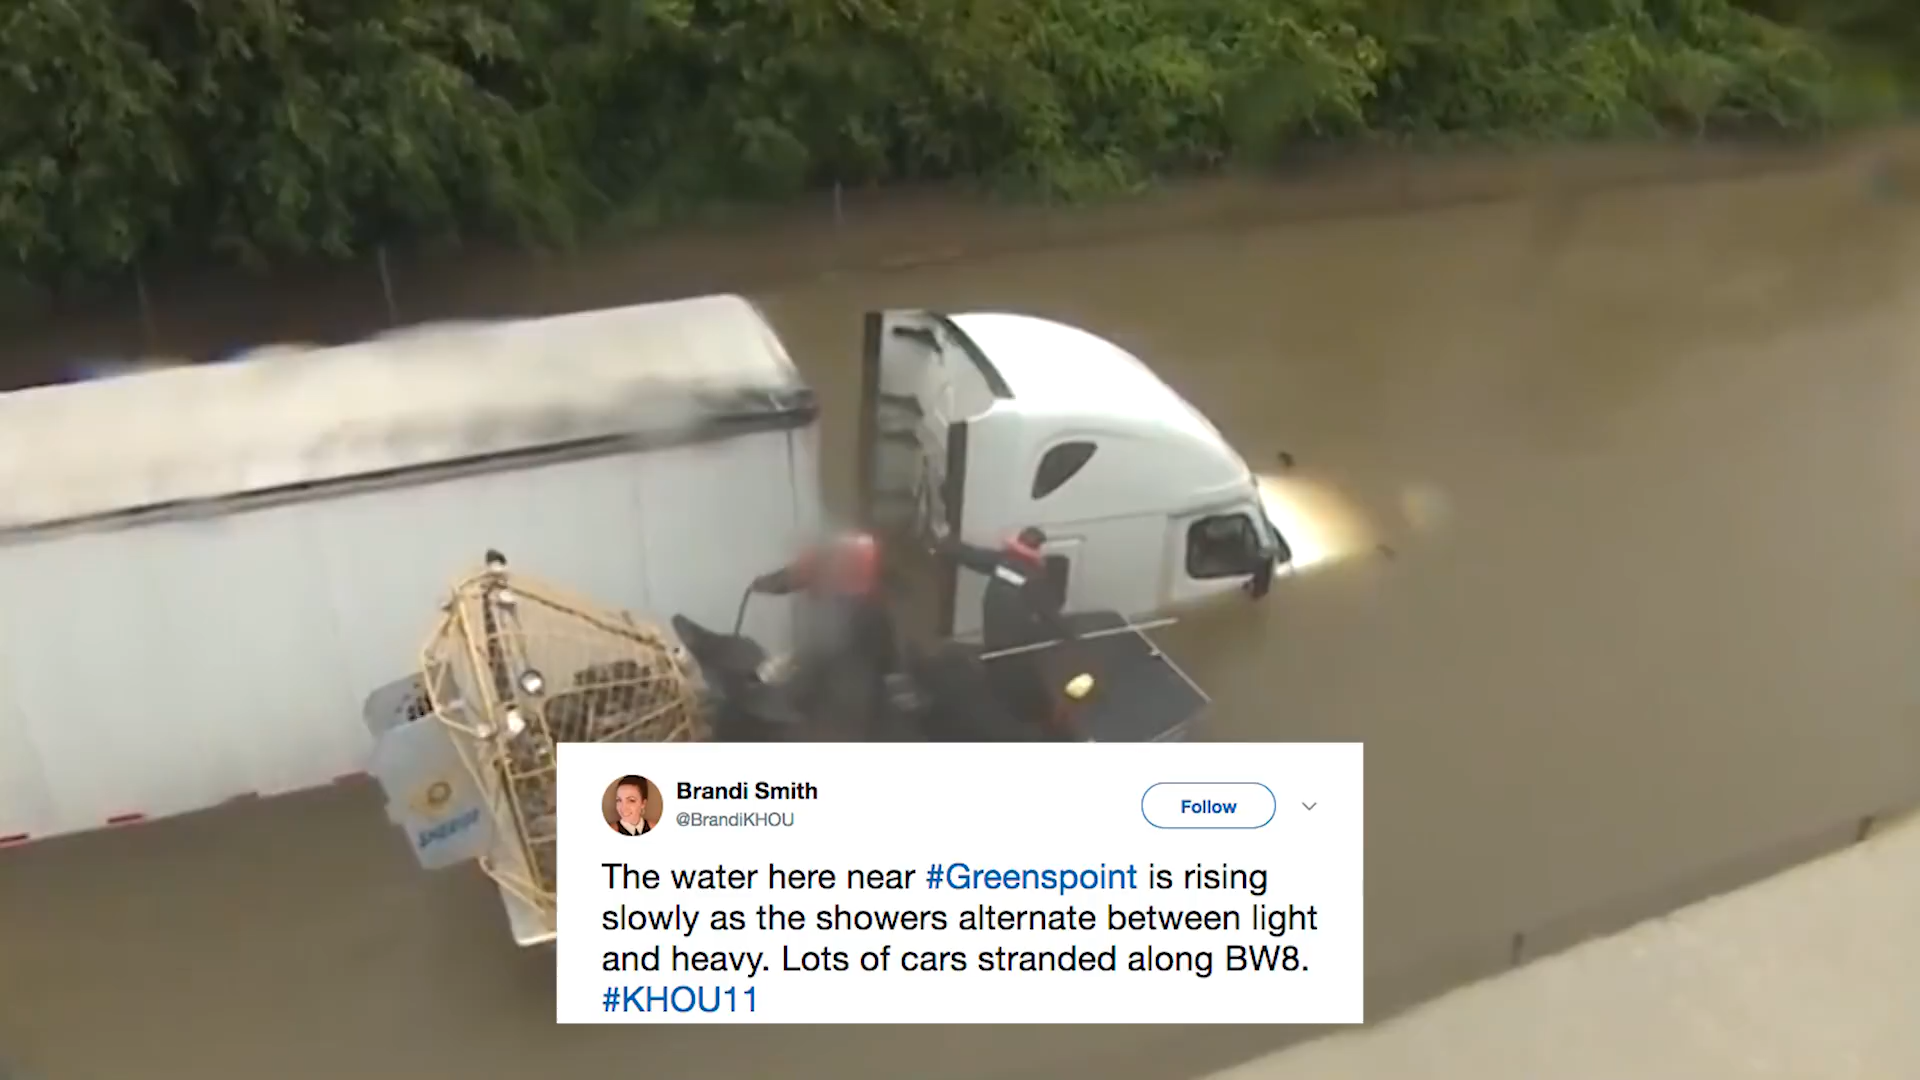 SHERIFF
Brandi Smith
@BrandiKHOU
Follow
The water here near #Greenspoint is rising
slowly as the showers alternate between light
and heavy. Lots of cars stranded along BW8.
#KHOU11